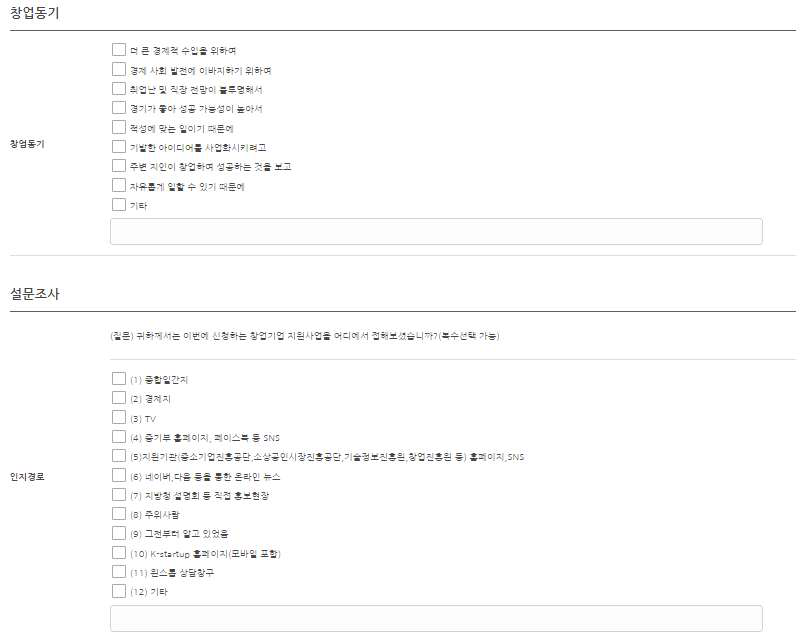 창업동기
더 큰 경제적 수입을 위하여
경제 사회 발전에 이바지하기 위하여
취업난 및 직장 전망이 불투명해서
경기가 좋아 성공 가능성이 높아서
창업동기
적성에 맞는 일이기 때문에
기발한 아이디어를 사업화시키려고
주변 지인이 창업하여 성공하는 것을 보고
자유롭게 일할 수 있기 때문에
기타
설문조사
(질문) 귀하께서는 이번에 신청하는 창업기업 지원사업을 어디에서 접해보셨습니까?(복수선택 가능)
(1) 종합일간지
(2) 경제지
(3) TV
(4) 중기부 홈페이지, 페이스북 등 SNS
(5)지원기관(중소기업진흥공단,소상공인시장진흥공단,기술정보진흥원,창업진흥원 등) 홈페이지,SNS
인지경로
(6) 네이버,다음 등을 통한 온라인 뉴스
(7) 지방청 설명회 등 직접 홍보현장
(8) 주위사람
(9) 그전부터 알고 있었음
(10) K-startup 홈페이지(모바일 포함)
(11) 원스톱 상담창구
(12) 기타